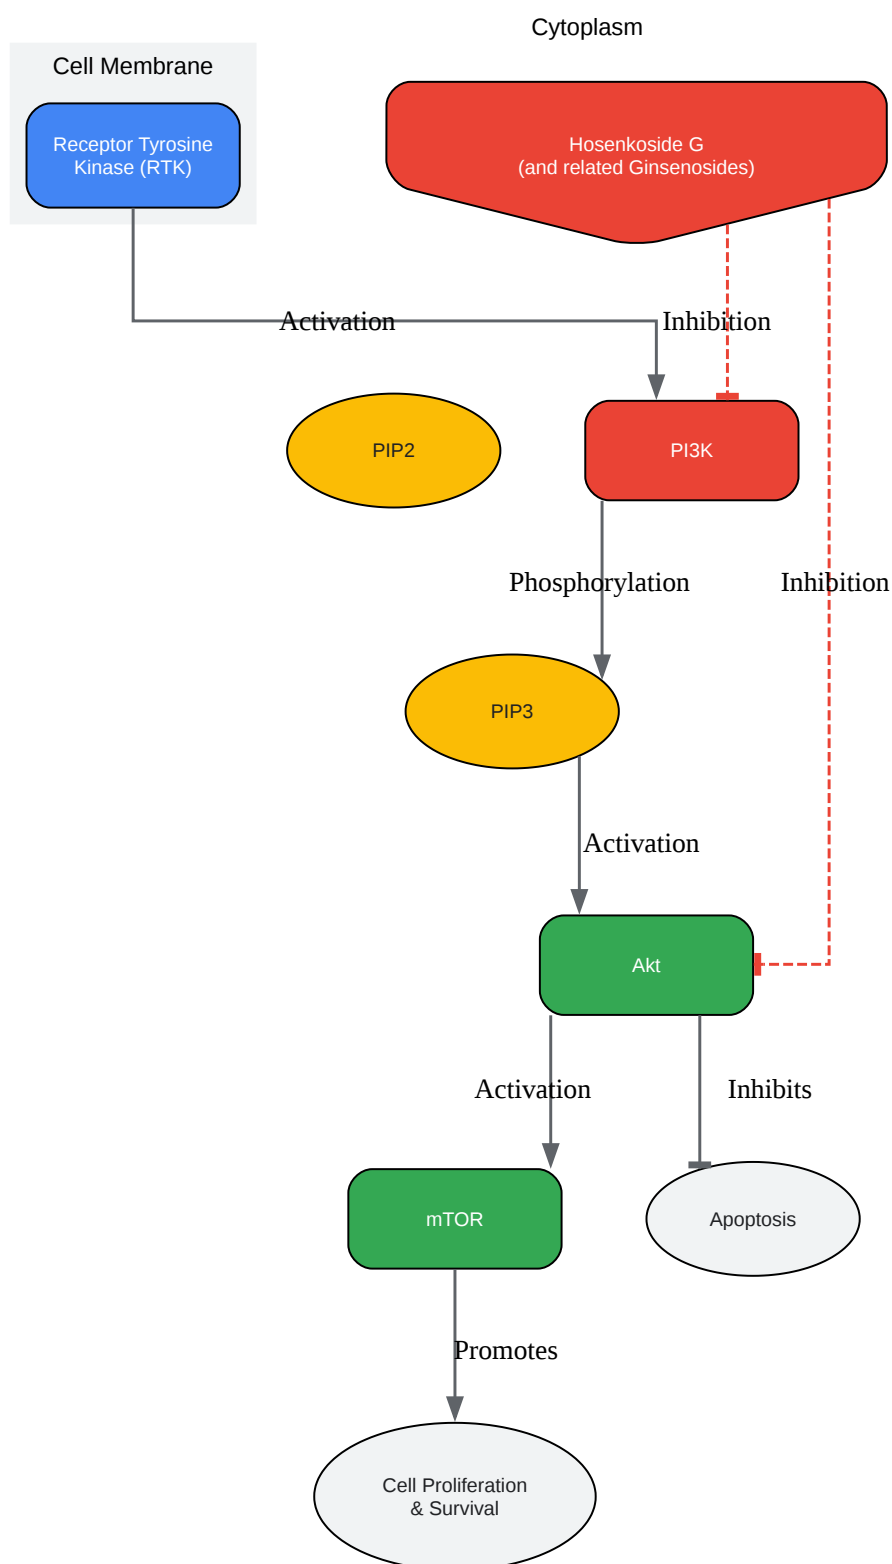 Cytoplasm
Cell Membrane
Receptor Tyrosine
Kinase (RTK)
Hosenkoside G
(and related Ginsenosides)
Activation
Inhibition
PIP2
PI3K
Phosphorylation
Inhibition
PIP3
Activation
Akt
Activation
Inhibits
mTOR
Apoptosis
Promotes
Cell Proliferation
& Survival